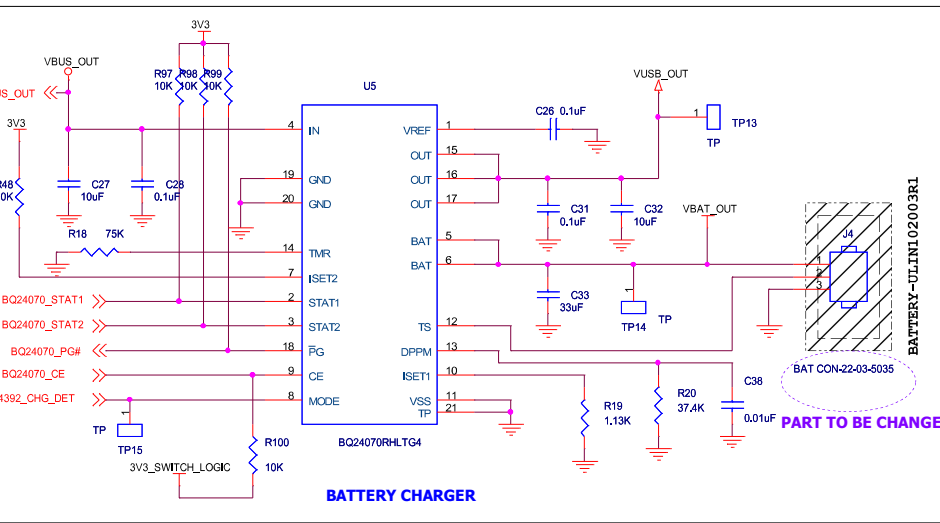 3V3
VBUS_OUT
R97 R98 R99
10K 10K 10K
U5
VUSB_OUT
US_OUT
C26 0.1uF
1
TP13
TP
3V3
4 IN
VREF 1
OUT 15
OUT 16
OUT 17
19 GND
20 GND
R48
0K
C27
10uF
C28
0.1uF
C31
0.1uF
C32
10uF
VBAT_OUT
R18 75K
14 TMR
7 ISET2
BAT 5
BAT 6
J4
1
2
3
BATTERY-ULIN102003R1
C33
33uF
1
TP14
TP
BQ24070_STAT1
2 STAT1
BQ24070_STAT2
3 STAT2
TS 12
BQ24070_PG#
18 PG
DPPM 13
BQ24070_CE
9 CE
ISET1 10
4392_CHG_DET
8 MODE
VSS 11
TP 21
BAT CON-22-03-5035
C38
0.01uF
R19
1.13K
R20
37.4K
PART TO BE CHANGE
1
TP
TP15
R100
10K
BQ24070RHLTG4
3V3_SWITCH_LOGIC
BATTERY CHARGER